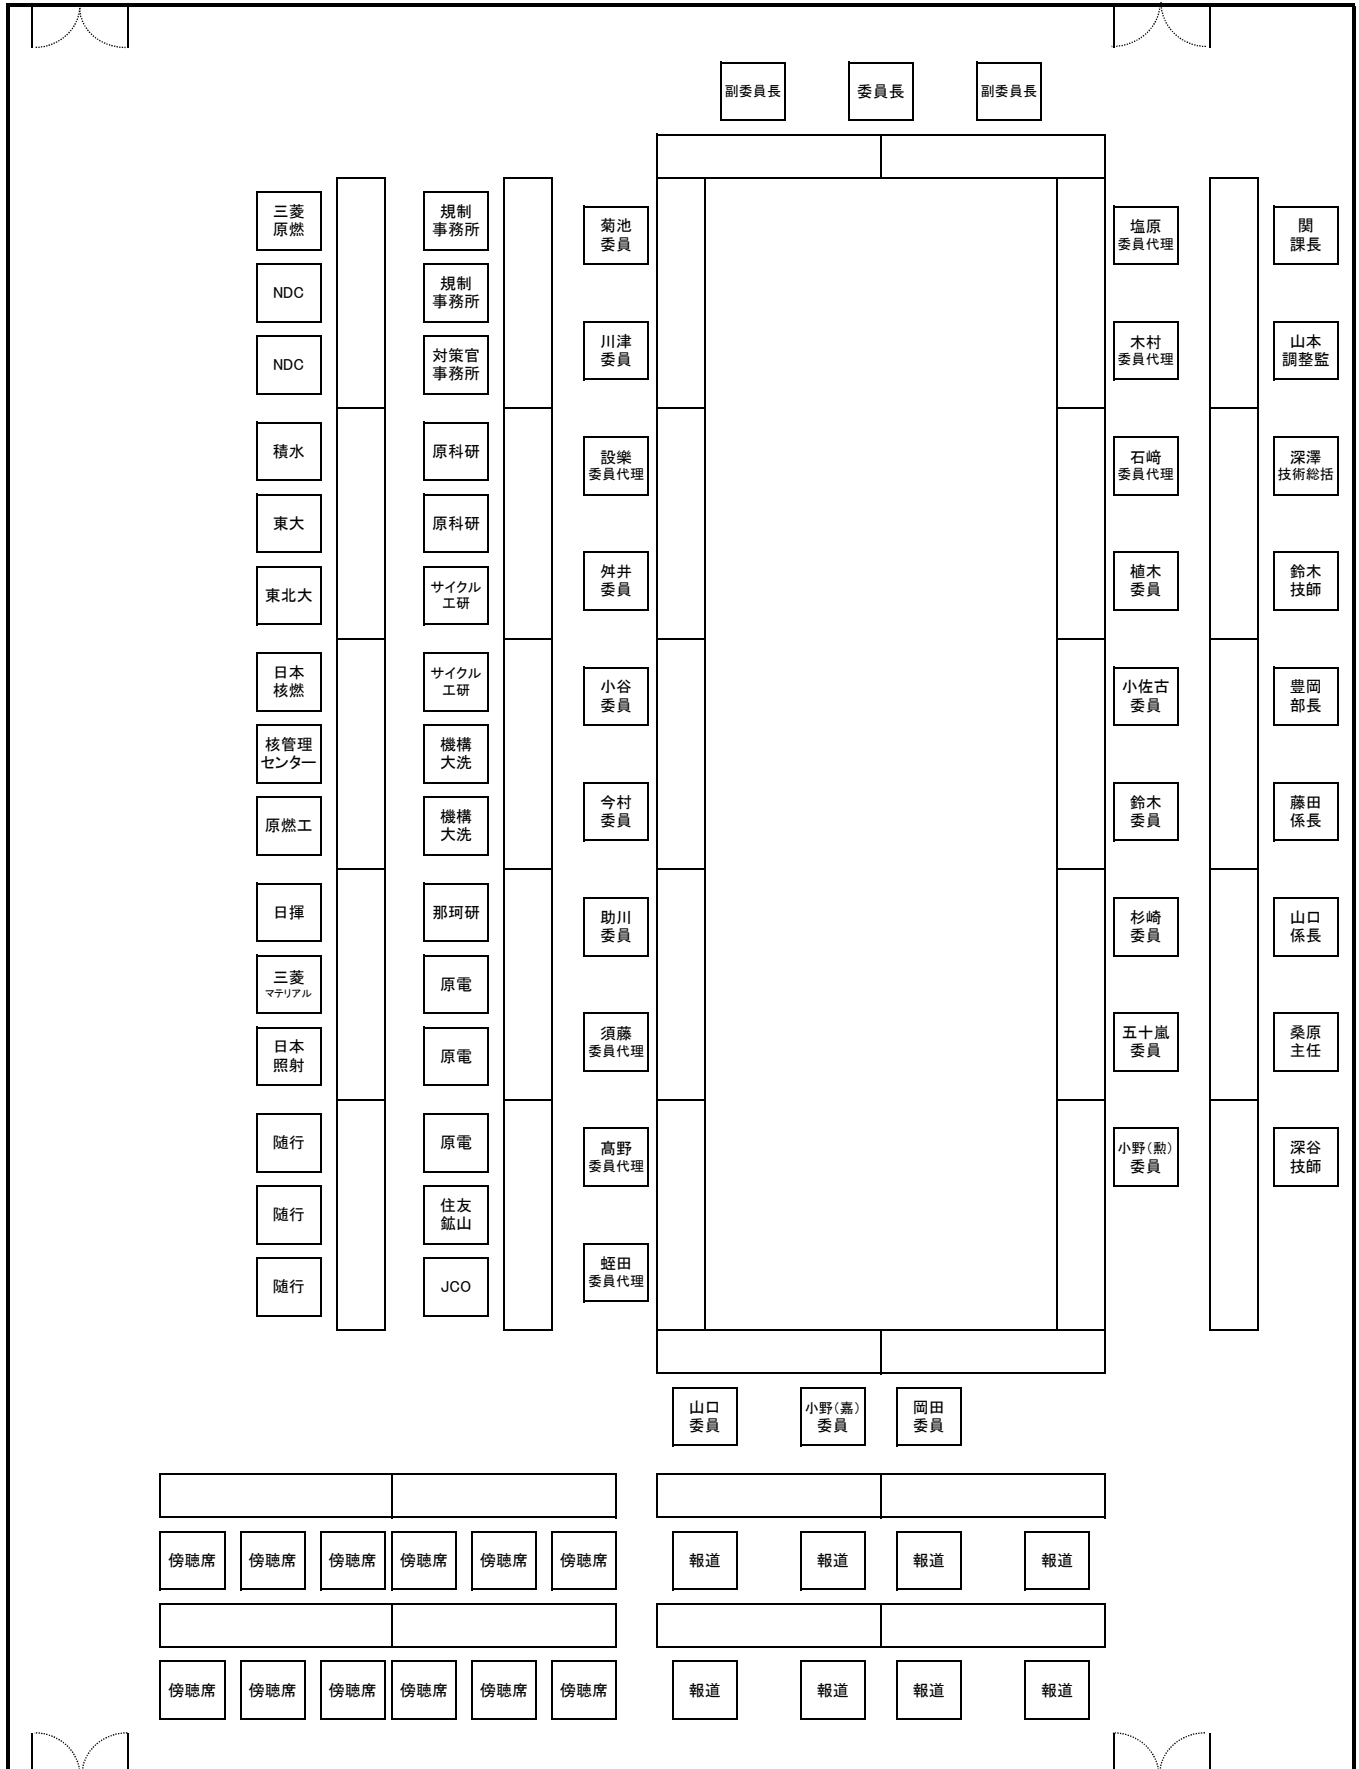 副委員長
委員長
副委員長
三菱
原燃
NDC
NDC
積水
東大
東北大
日本
核燃
核管理
センター
原燃工
日揮
三菱
マテリアル
日本
照射
随行
随行
随行
規制
事務所
規制
事務所
対策官
事務所
原科研
原科研
サイクル
工研
サイクル
工研
機構
大洗
機構
大洗
那珂研
原電
原電
原電
住友
鉱山
JCO
菊池
委員
川津
委員
設樂
委員代理
舛井
委員
小谷
委員
今村
委員
助川
委員
須藤
委員代理
髙野
委員代理
蛭田
委員代理
塩原
委員代理
木村
委員代理
石﨑
委員代理
植木
委員
小佐古
委員
鈴木
委員
杉崎
委員
五十嵐
委員
小野(勲)
委員
関
課長
山本
調整監
深澤
技術総括
鈴木
技師
豊岡
部長
藤田
係長
山口
係長
桑原
主任
深谷
技師
山口
委員
小野(嘉)
委員
岡田
委員
傍聴席
傍聴席
傍聴席
傍聴席
傍聴席
傍聴席
報道
報道
報道
報道
傍聴席
傍聴席
傍聴席
傍聴席
傍聴席
傍聴席
報道
報道
報道
報道